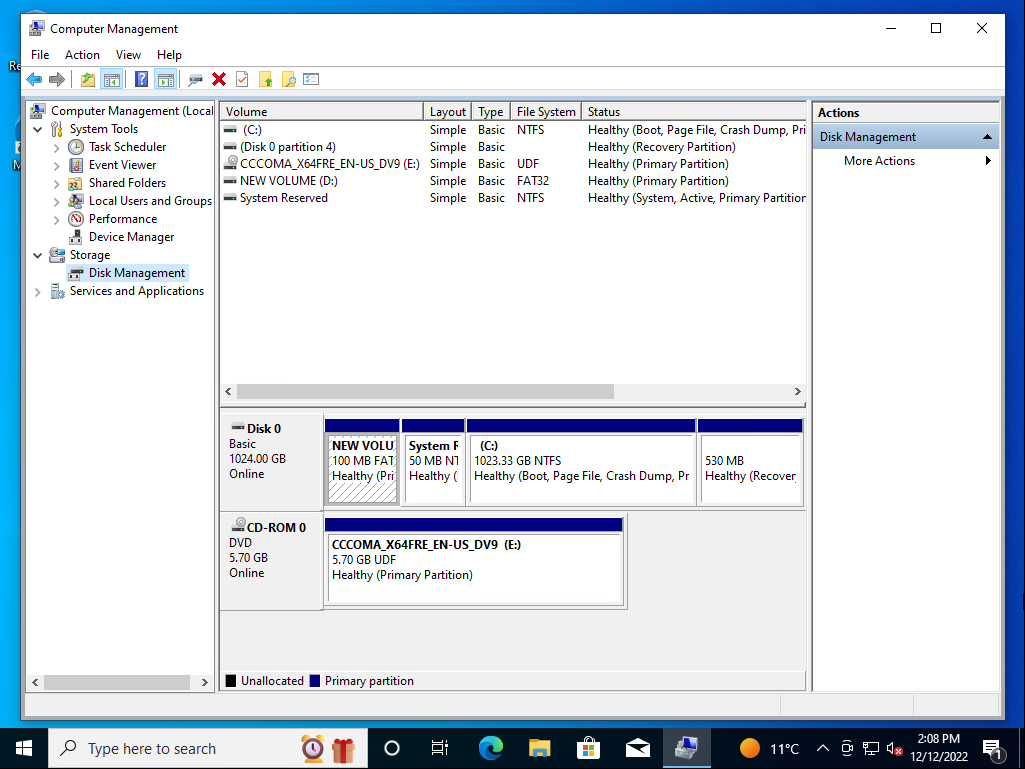 Computer Management
File Action View Help
Re
M
Computer Management (Local
System Tools
Task Scheduler
Event Viewer
Shared Folders
Local Users and Groups
Performance
Device Manager
Storage
Disk Management
Services and Applications
Volume Layout Type File System Status
(C:) Simple Basic NTFS Healthy (Boot, Page File, Crash Dump, Pri
(Disk 0 partition 4) Simple Basic Healthy (Recovery Partition)
CCCOMA_X64FRE_EN-US_DV9 (E:) Simple Basic UDF Healthy (Primary Partition)
NEW VOLUME (D:) Simple Basic FAT32 Healthy (Primary Partition)
System Reserved Simple Basic NTFS Healthy (System, Active, Primary Partition
Actions
Disk Management
More Actions
Disk 0
Basic
1024.00 GB
Online
NEW VOLU
100 MB FAT
Healthy (Pri
System R
50 MB NT
Healthy (
(C:)
1023.33 GB NTFS
Healthy (Boot, Page File, Crash Dump, Pr
530 MB
Healthy (Recover
CD-ROM 0
DVD
5.70 GB
Online
CCCOMA_X64FRE_EN-US_DV9 (E:)
5.70 GB UDF
Healthy (Primary Partition)
Unallocated Primary partition
Type here to search
11°C
2:08 PM
12/12/2022
1